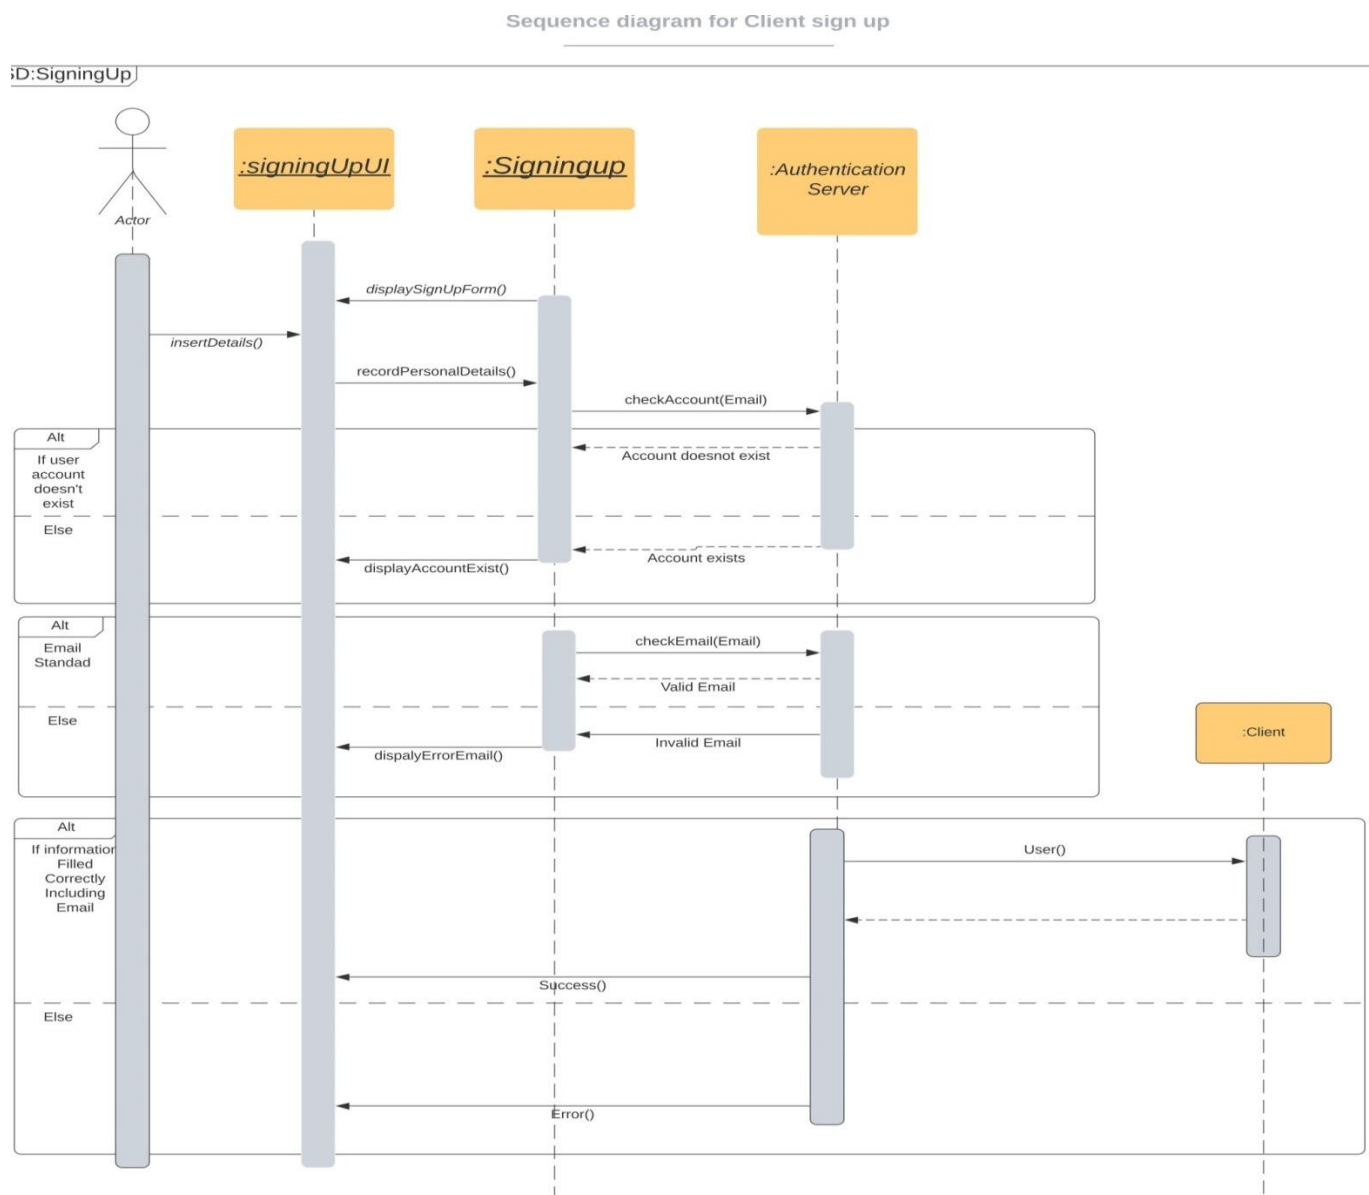 Sequence diagram for Client sign up
SD:SigningUp
Actor
:signingUpUI
:Signingup
:Authentication
Server
displaySignUpForm()
insertDetails()
recordPersonalDetails()
checkAccount(Email)
Alt
If user
account
doesn't
exist
Account doesnot exist
Else
Account exists
displayAccountExist()
Alt
Email
Standad
checkEmail(Email)
Valid Email
Else
Invalid Email
dispalyErrorEmail()
:Client
Alt
If information
Filled
Correctly
Including
Email
User()
Success()
Else
Error()